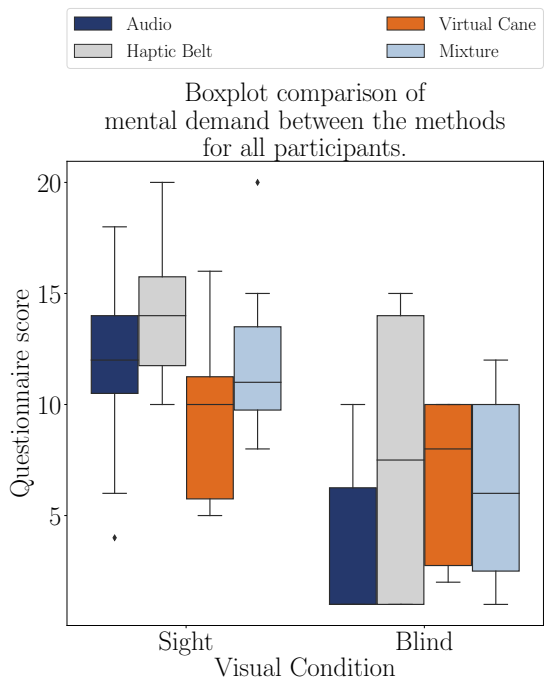 Audio
Haptic Belt
Virtual Cane
Mixture
Boxplot comparison of
mental demand between the methods
for all participants.
Questionnaire score
20
15
10
5
Sight
Blind
Visual Condition